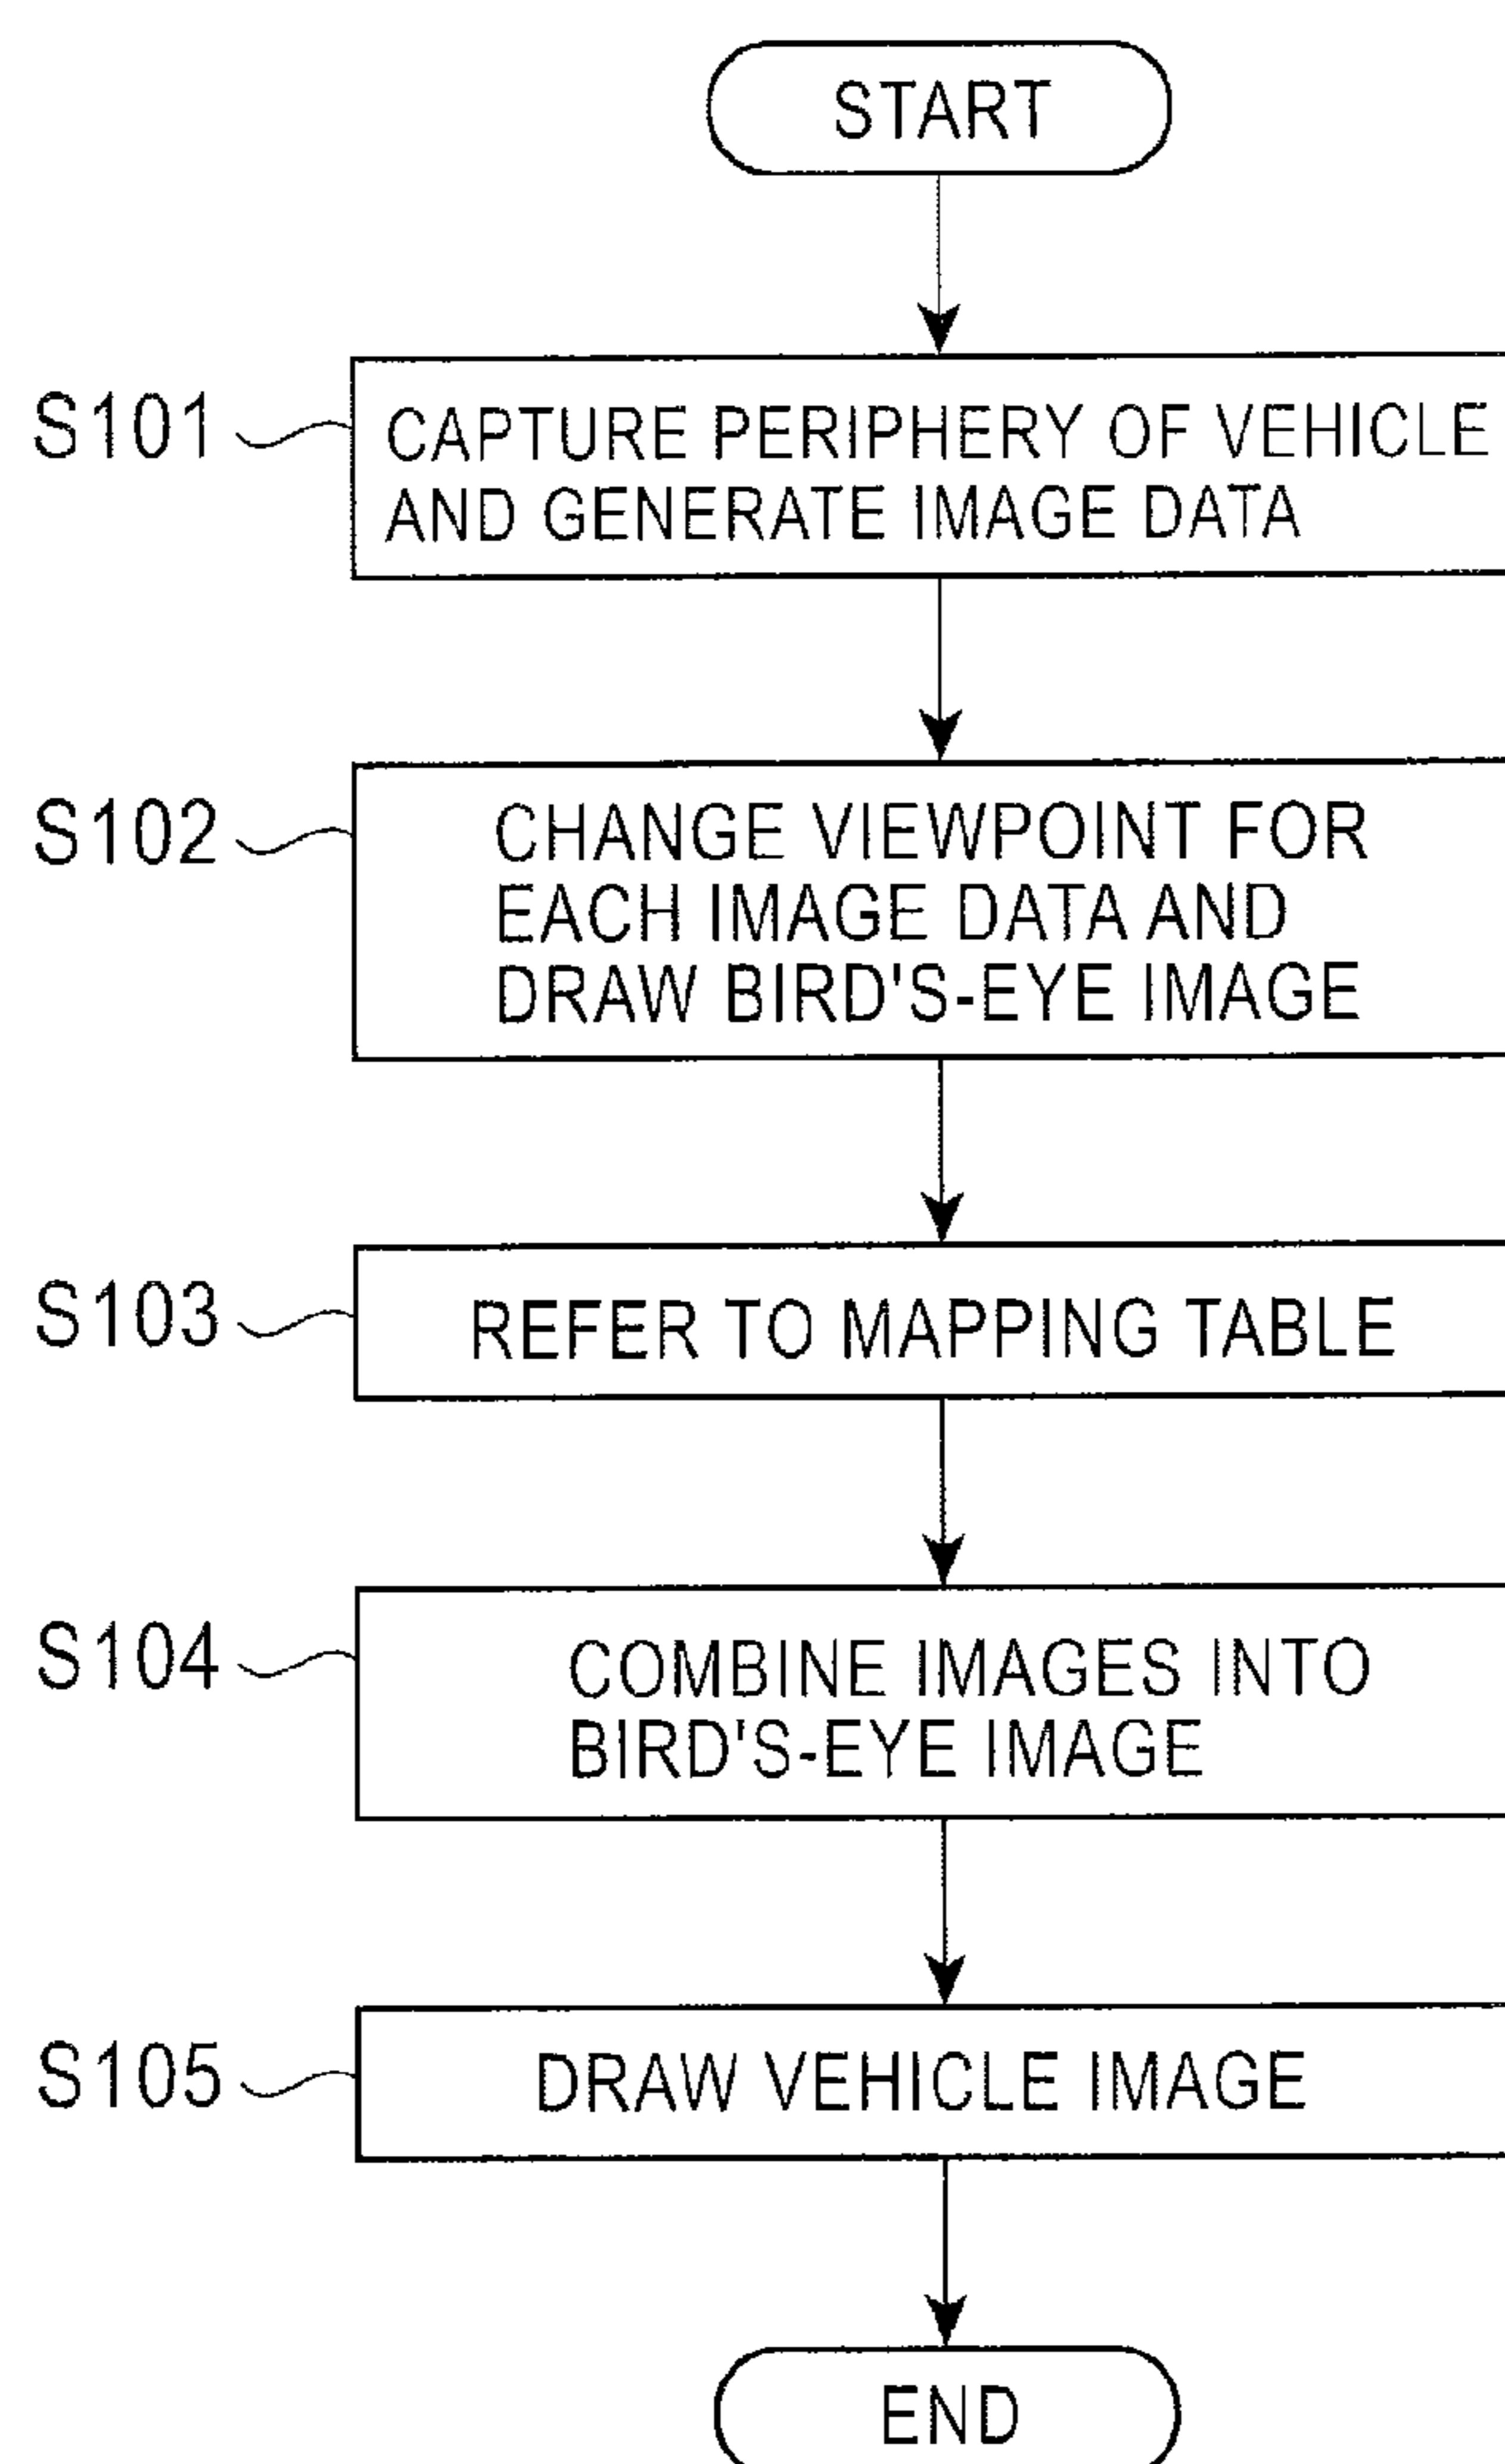 START
S101
CAPTURE PERIPHERY OF VEHICLE
AND GENERATE IMAGE DATA
S102
CHANGE VIEWPOINT FOR
EACH IMAGE DATA AND
DRAW BIRD'S-EYE IMAGE
S103
REFER TO MAPPING TABLE
S104
COMBINE IMAGES INTO
BIRD'S-EYE IMAGE
S105
DRAW VEHICLE IMAGE
END